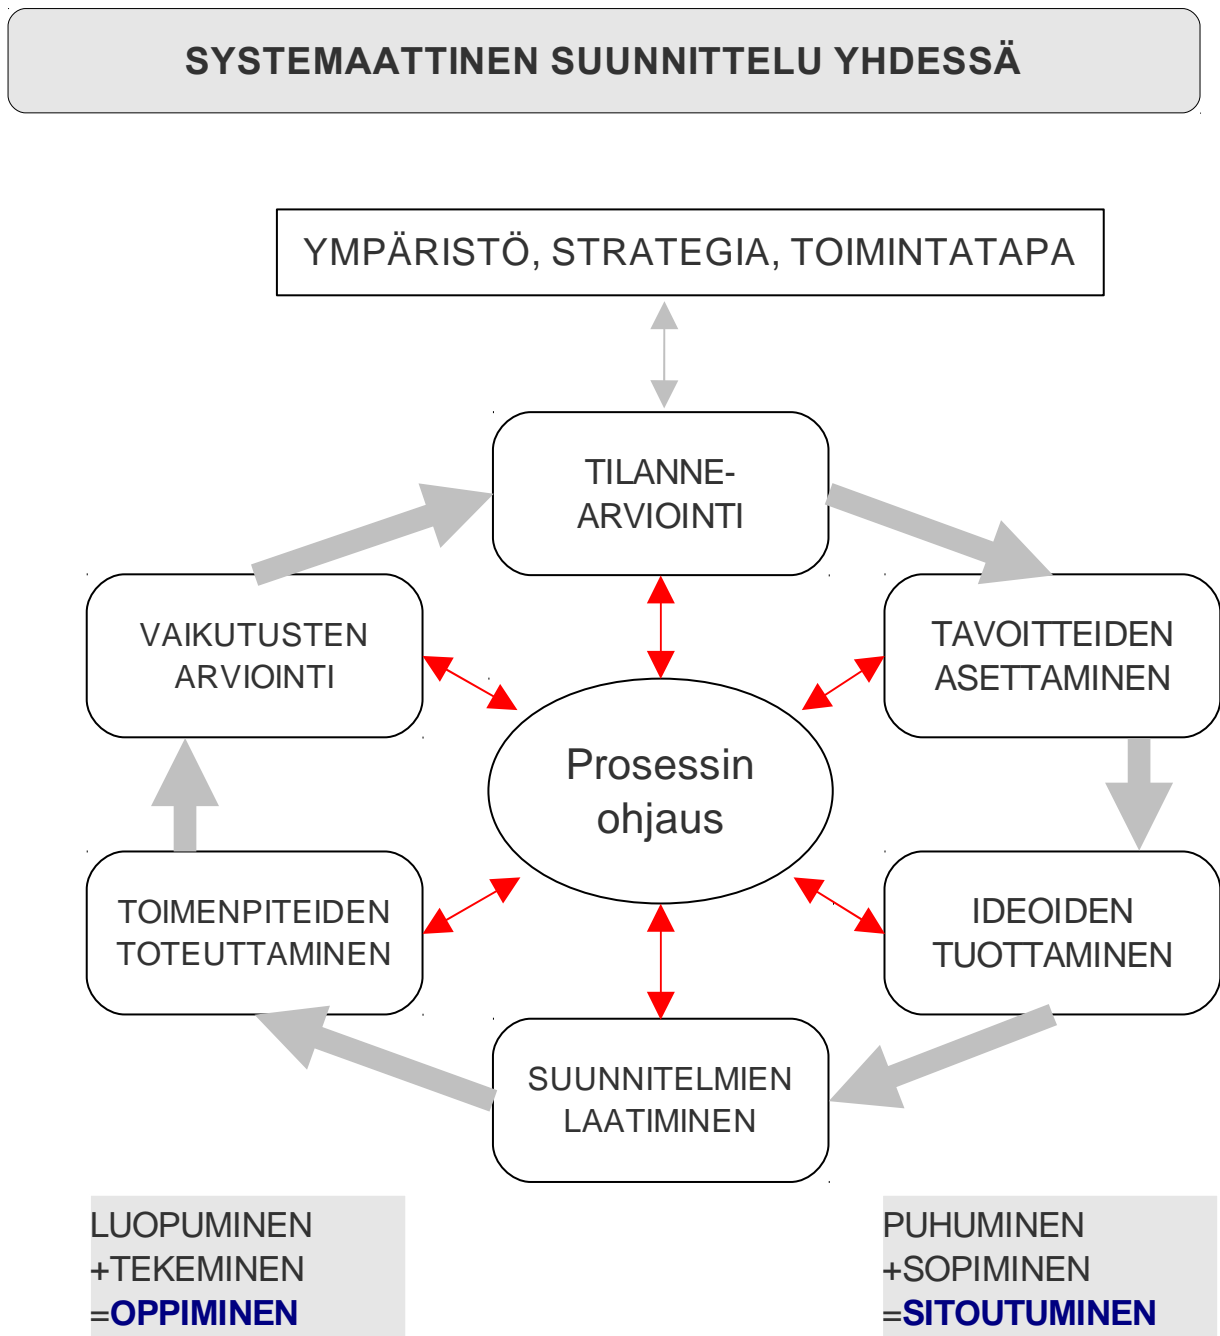 SYSTEMAATTINEN SUUNNITTELU YHDESSÄ
YMPÄRISTÖ, STRATEGIA, TOIMINTATAPA
TILANNE-
ARVIOINTI
VAIKUTUSTEN
ARVIOINTI
TAVOITTEIDEN
ASETTAMINEN
Prosessin
ohjaus
TOIMENPITEIDEN
TOTEUTTAMINEN
IDEOIDEN
TUOTTAMINEN
SUUNNITELMIEN
LAATIMINEN
LUOPUMINEN
+TEKEMINEN
=OPPIMINEN
PUHUMINEN
+SOPIMINEN
=SITOUTUMINEN